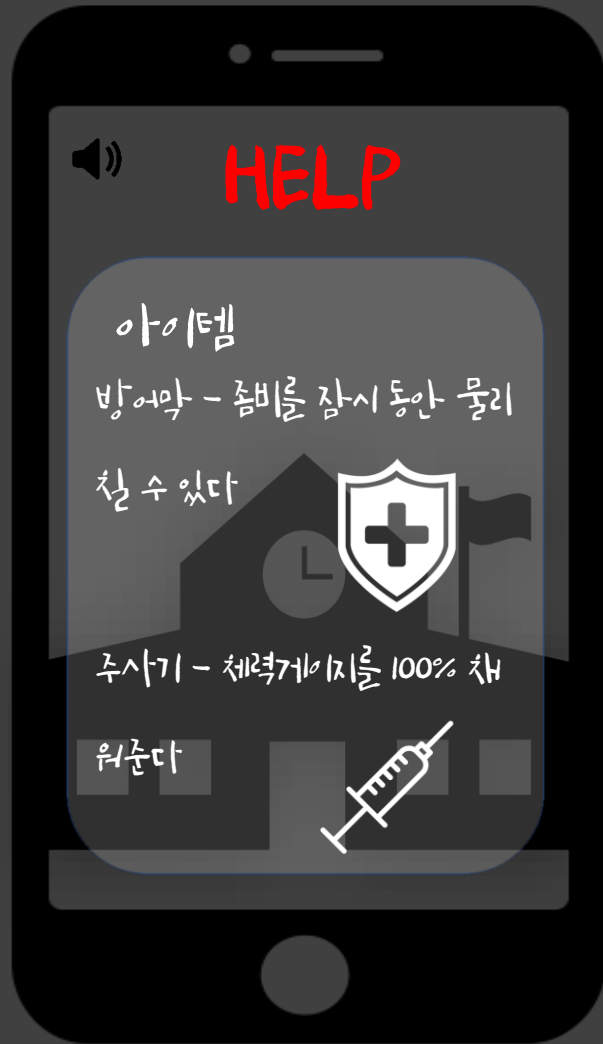 HELP
아이템
방어막 - 좀비를 잠시 동안 물리
칠 수 있다
주사기 - 체력게이지를 100% 채
워준다